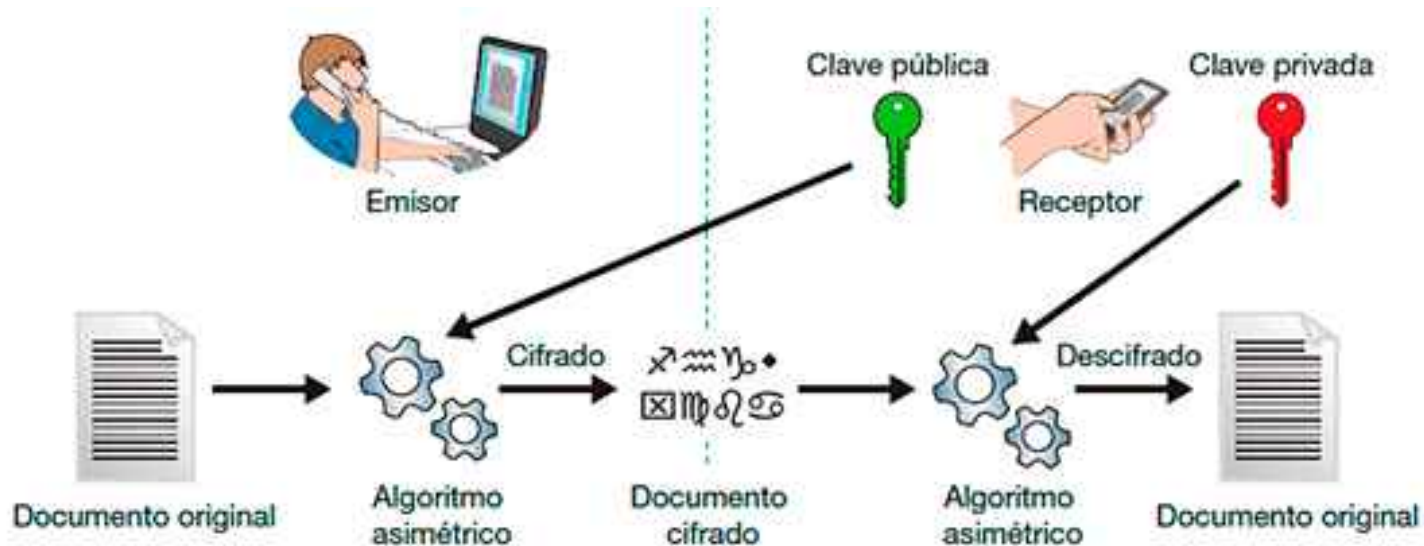 Clave pública
Clave privada
Emisor
Receptor
Cifrado
Descifrado
Documento original
Algoritmo
asimétrico
Documento
cifrado
Algoritmo
asimétrico
Documento original